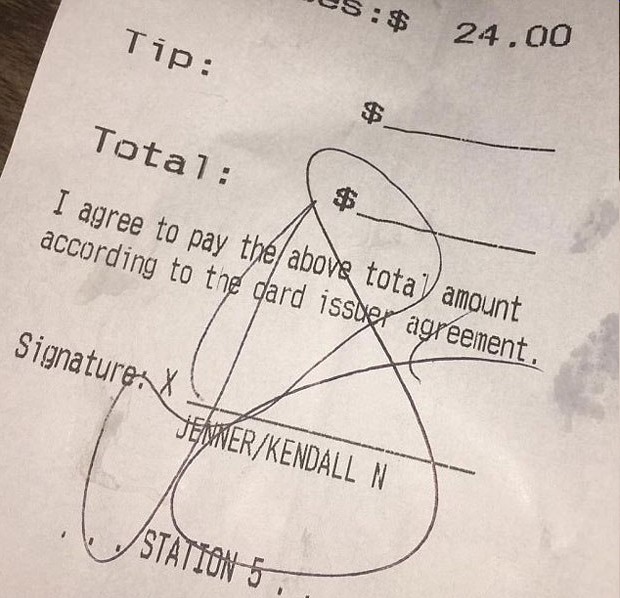 $ 24.00
Tip:
$
Total:
$
I agree to pay the above total amount
according to the card issuer agreement.
Signature: X
JENNER/KENDALL N
. . . STATION 5 . .